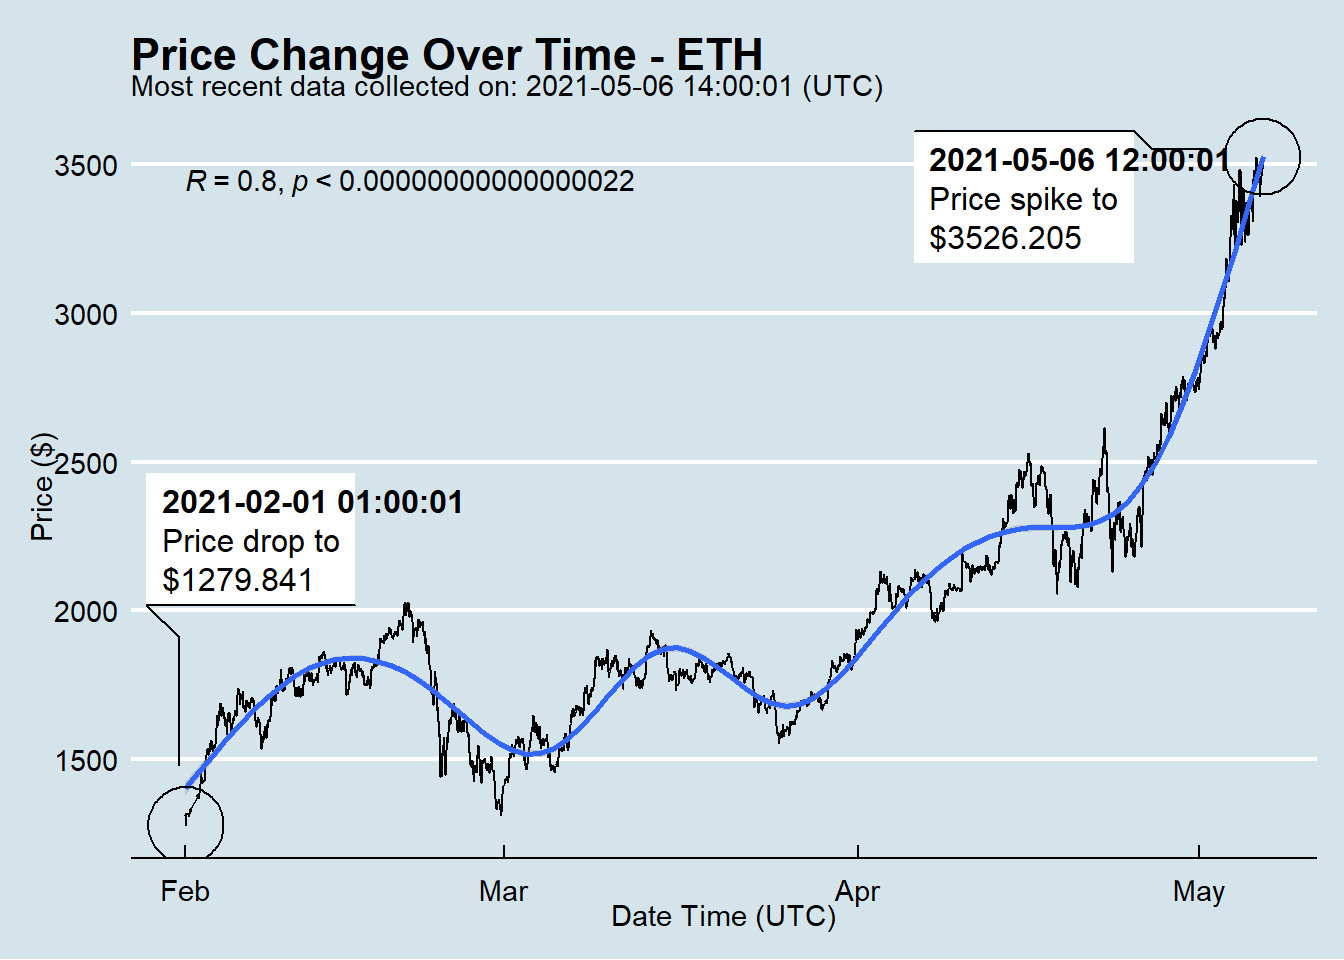 Price Change Over Time - ETH
Most recent data collected on: 2021-05-06 14:00:01 (UTC)
3500
R = 0.8, p < 0.00000000000000022
2021-05-06 12:00:01
Price spike to
$3526.205
3000
2500
Price ($)
2021-02-01 01:00:01
Price drop to
$1279.841
2000
1500
Feb Mar Apr May
Date Time (UTC)